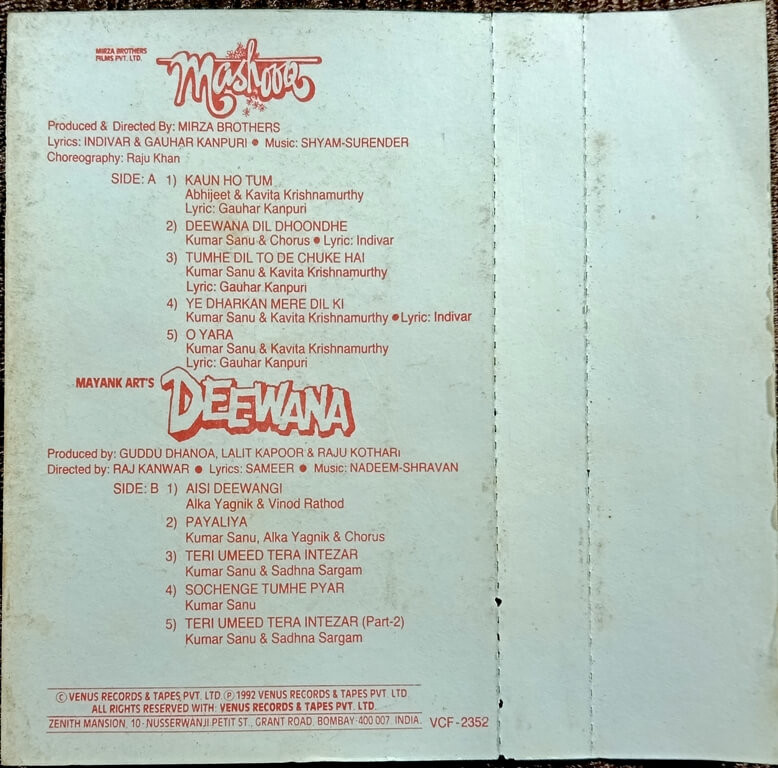 MIRZA BROTHERS
FILMS PVT. LTD.
Mashooq
Produced & Directed By: MIRZA BROTHERS
Lyrics: INDIVAR & GAUHAR KANPURI ● Music: SHYAM-SURENDER
Choreography: Raju Khan
SIDE: A 1) KAUN HO TUM
Abhijeet & Kavita Krishnamurthy
Lyric: Gauhar Kanpuri
2) DEEWANA DIL DHOONDHE
Kumar Sanu & Chorus ● Lyric: Indivar
3) TUMHE DIL TO DE CHUKE HAI
Kumar Sanu & Kavita Krishnamurthy
Lyric: Gauhar Kanpuri
4) YE DHARKAN MERE DIL KI
Kumar Sanu & Kavita Krishnamurthy ● Lyric: Indivar
5) O YARA
Kumar Sanu & Kavita Krishnamurthy
Lyric: Gauhar Kanpuri
MAYANK ART'S DEEWANA
Produced by: GUDDU DHANOA, LALIT KAPOOR & RAJU KOTHARI
Directed by: RAJ KANWAR ● Lyrics: SAMEER ● Music: NADEEM-SHRAVAN
SIDE: B 1) AISI DEEWANGI
Alka Yagnik & Vinod Rathod
2) PAYALIYA
Kumar Sanu, Alka Yagnik & Chorus
3) TERI UMEED TERA INTEZAR
Kumar Sanu & Sadhna Sargam
4) SOCHENGE TUMHE PYAR
Kumar Sanu
5) TERI UMEED TERA INTEZAR (Part-2)
Kumar Sanu & Sadhna Sargam
Ⓒ VENUS RECORDS & TAPES PVT. LTD. Ⓟ 1992 VENUS RECORDS & TAPES PVT. LTD
ALL RIGHTS RESERVED WITH: VENUS RECORDS & TAPES PVT. LTD.
ZENITH MANSION, 10-NUSSERWANJI PETIT ST., GRANT ROAD, BOMBAY-400 007. INDIA. VCF-2352